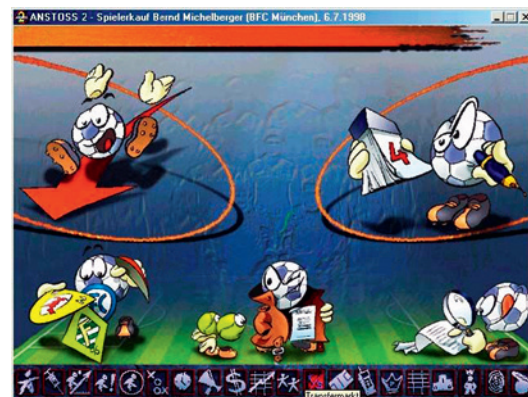 ANSTOSS 2 - Spielerkauf Bernd Michelberger (BFC München), 6.7.1998
4
Transfermarkt